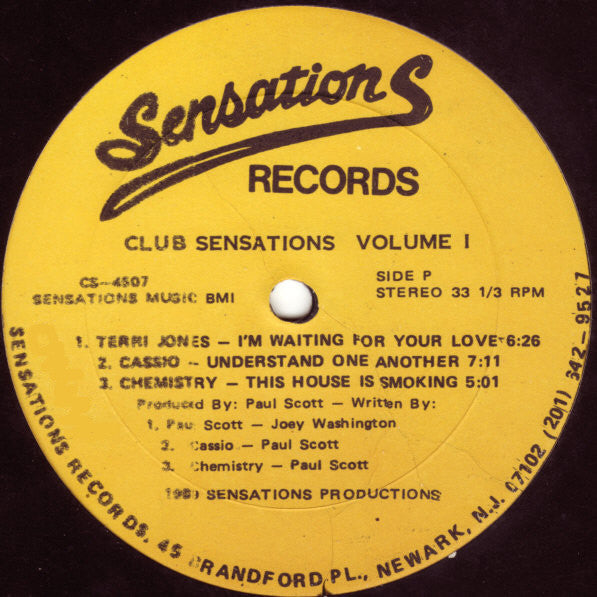 Sensations
RECORDS
CLUB SENSATIONS VOLUME I
CS-4507
SENSATIONS MUSIC BMI
SIDE P
STEREO 33 1/3 RPM
1. TERRI JONES – I'M WAITING FOR YOUR LOVE 6:26
2. CASSIO – UNDERSTAND ONE ANOTHER 7:11
3. CHEMISTRY – THIS HOUSE IS SMOKING 5:01
Produced By: Paul Scott – Written By:
1. Paul Scott – Joey Washington
2. Cassio – Paul Scott
3. Chemistry – Paul Scott
SENSATIONS PRODUCTIONS
SENSATIONS RECORDS, 45 BRANDFORD PL., NEWARK, N.J. 07102 (201) 642-9527